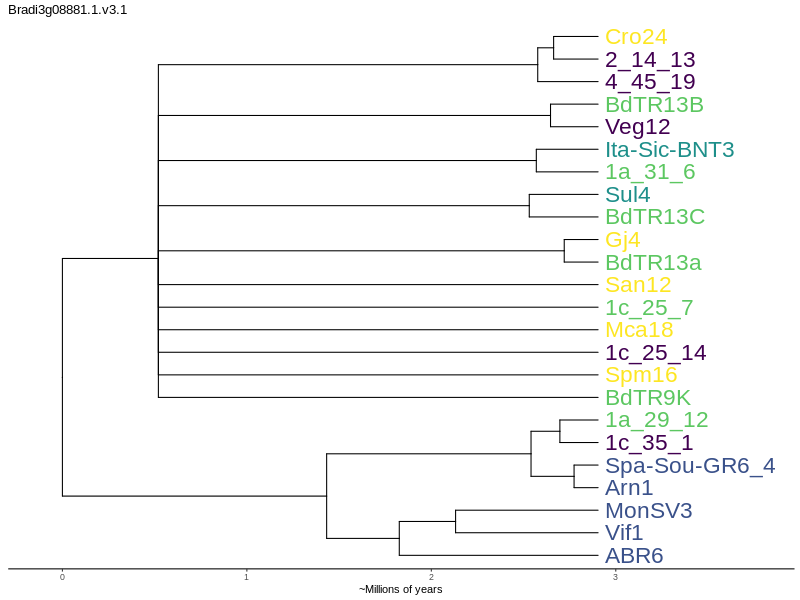 Bradi3g08881.1.v3.1
Cro24
2_14_13
4_45_19
BdTR13B
Veg12
Ita-Sic-BNT3
1a_31_6
Sul4
BdTR13C
Gj4
BdTR13a
San12
1c_25_7
Mca18
1c_25_14
Spm16
BdTR9K
1a_29_12
1c_35_1
Spa-Sou-GR6_4
Arn1
MonSV3
Vif1
ABR6
0 1 2 3
~Millions of years